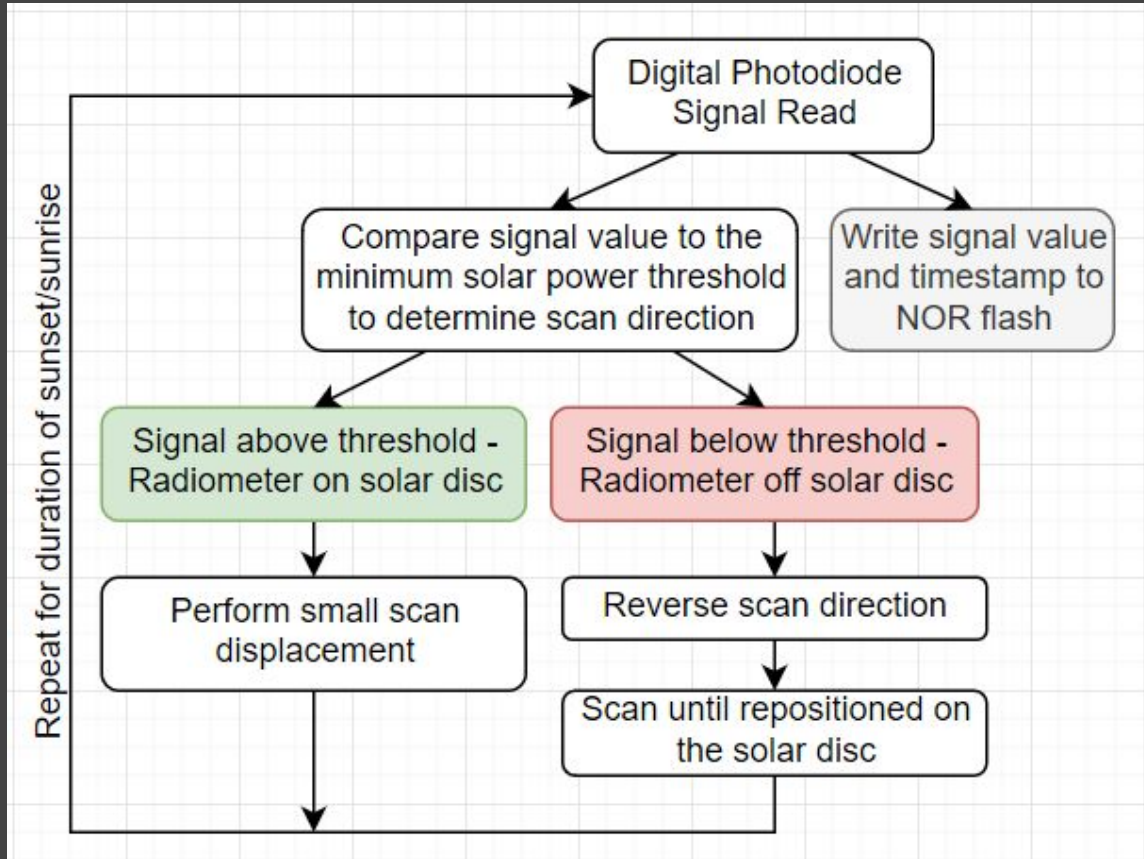 Digital Photodiode
Signal Read
Compare signal value to the
minimum solar power threshold
to determine scan direction
Write signal value
and timestamp to
NOR flash
Signal above threshold -
Radiometer on solar disc
Signal below threshold -
Radiometer off solar disc
Perform small scan
displacement
Reverse scan direction
Scan until repositioned on
the solar disc
Repeat for duration of sunset/sunrise